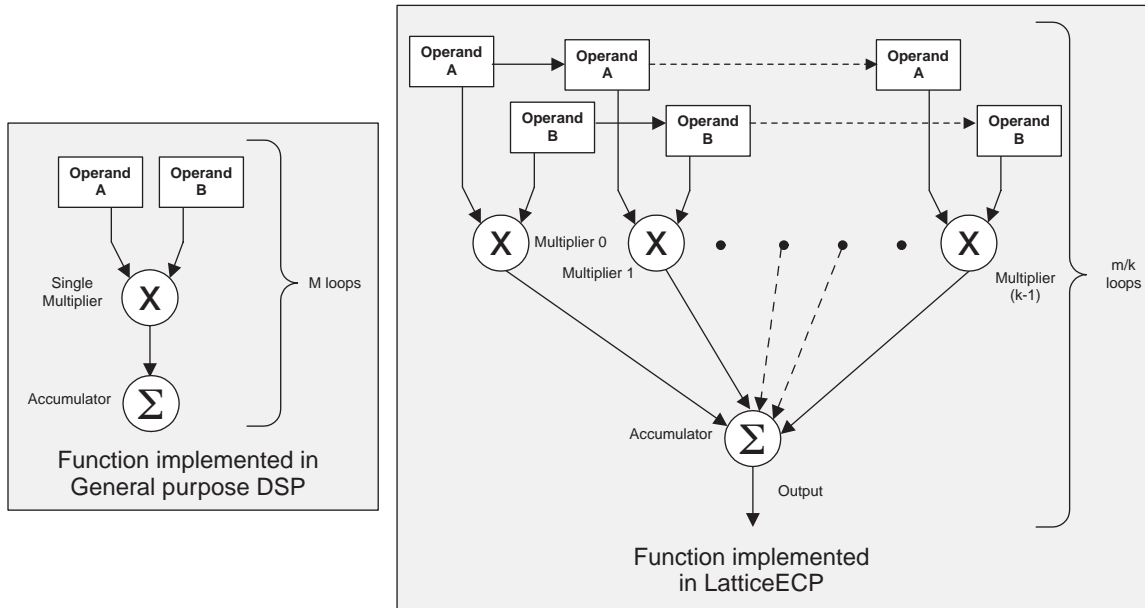 Operand
A
Operand
B
Single
Multiplier
X
M loops
Accumulator
Σ
Function implemented in
General purpose DSP
Operand
A
Operand
A
Operand
A
Operand
B
Operand
B
Operand
B
X
Multiplier 0
X
Multiplier 1
X
Multiplier
(k-1)
m/k
loops
Accumulator
Σ
Output
Function implemented
in LatticeECP